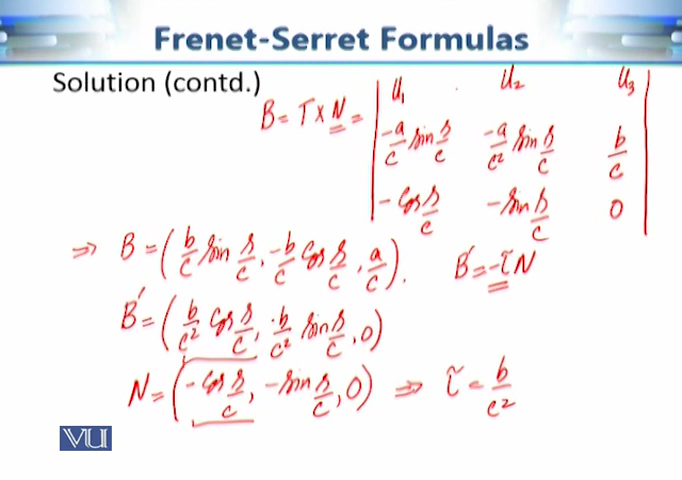 Frenet-Serret Formulas
Solution (contd.)
B = T × N = | U₁ U₂ U₃ |
| -a/c sin s/c -a/c² sin s/c b/c |
| -cos s/c -sin s/c 0 |
⇒ B = (b/c sin s/c, -b/c cos s/c, a/c). B' = -τN
B' = (b/c² cos s/c, b/c² sin s/c, 0)
N = (-cos s/c, -sin s/c, 0) ⇒ τ = b/c²
VU